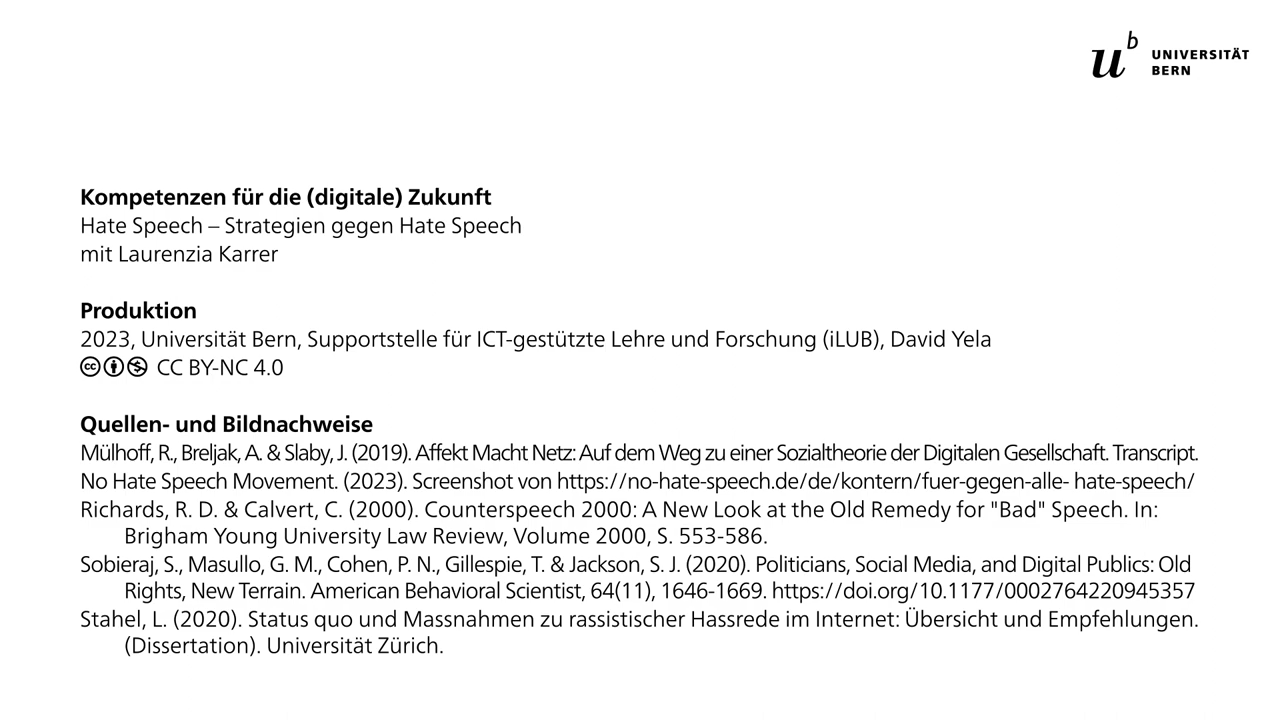 u b UNIVERSITÄT
BERN
Kompetenzen für die (digitale) Zukunft
Hate Speech – Strategien gegen Hate Speech
mit Laurenzia Karrer
Produktion
2023, Universität Bern, Supportstelle für ICT-gestützte Lehre und Forschung (iLUB), David Yela
CC BY-NC 4.0
Quellen- und Bildnachweise
Mülhoff, R., Breljak, A. & Slaby, J. (2019). Affekt Macht Netz: Auf dem Weg zu einer Sozialtheorie der Digitalen Gesellschaft. Transcript.
No Hate Speech Movement. (2023). Screenshot von https://no-hate-speech.de/de/kontern/fuer-gegen-alle- hate-speech/
Richards, R. D. & Calvert, C. (2000). Counterspeech 2000: A New Look at the Old Remedy for "Bad" Speech. In:
Brigham Young University Law Review, Volume 2000, S. 553-586.
Sobieraj, S., Masullo, G. M., Cohen, P. N., Gillespie, T. & Jackson, S. J. (2020). Politicians, Social Media, and Digital Publics: Old
Rights, New Terrain. American Behavioral Scientist, 64(11), 1646-1669. https://doi.org/10.1177/0002764220945357
Stahel, L. (2020). Status quo und Massnahmen zu rassistischer Hassrede im Internet: Übersicht und Empfehlungen.
(Dissertation). Universität Zürich.